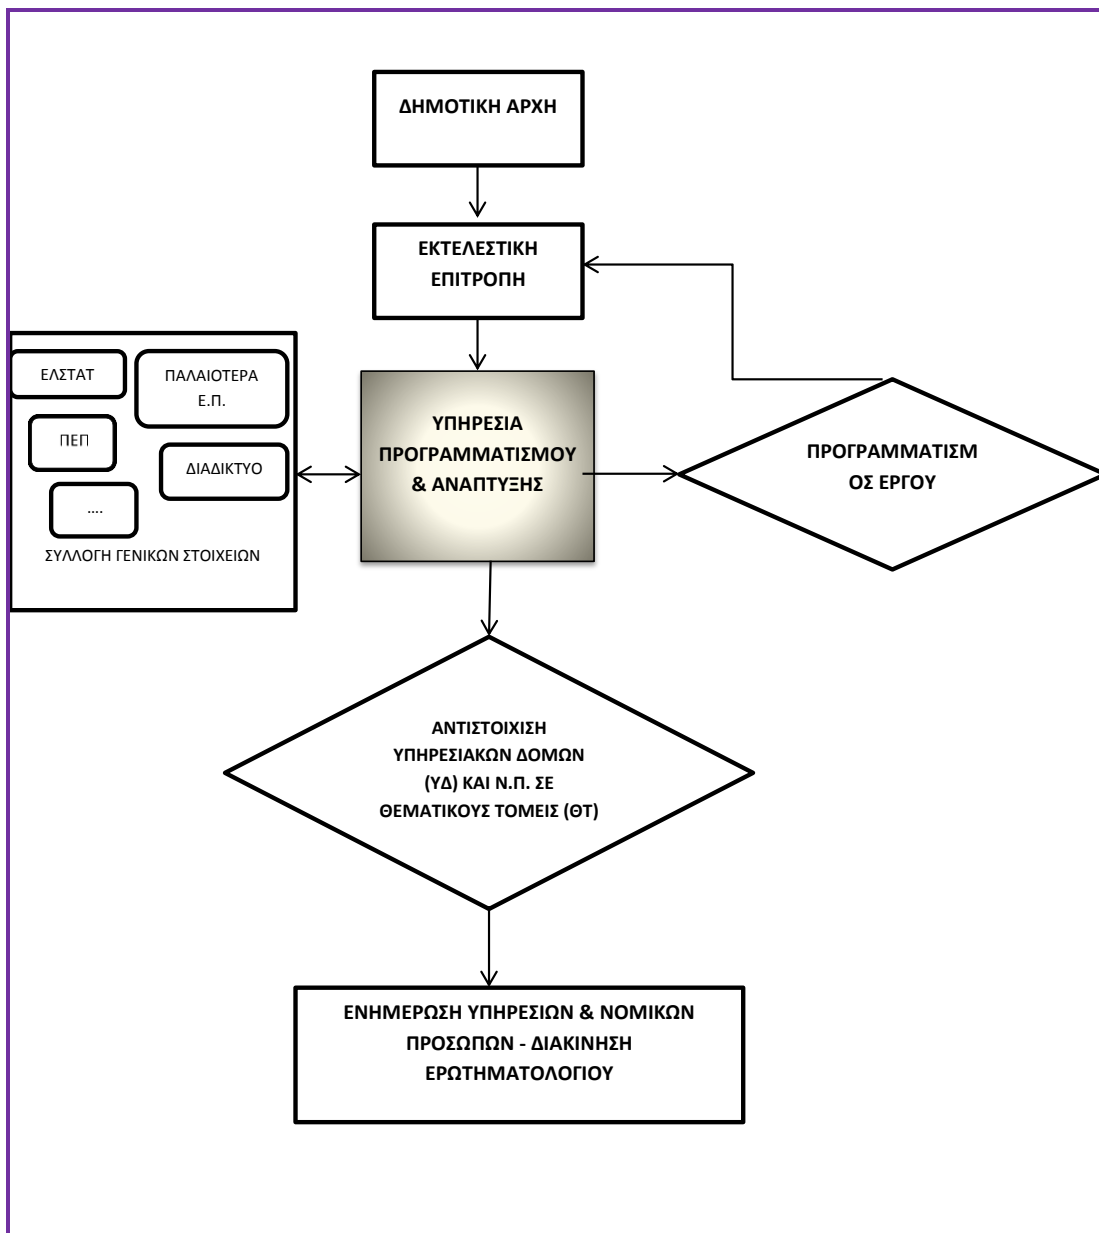 ΔΗΜΟΤΙΚΗ ΑΡΧΗ
ΕΚΤΕΛΕΣΤΙΚΗ
ΕΠΙΤΡΟΠΗ
ΕΛΣΤΑΤ
ΠΑΛΑΙΟΤΕΡΑ
Ε.Π.
ΠΕΠ
ΔΙΑΔΙΚΤΥΟ
....
ΣΥΛΛΟΓΗ ΓΕΝΙΚΩΝ ΣΤΟΙΧΕΙΩΝ
ΥΠΗΡΕΣΙΑ
ΠΡΟΓΡΑΜΜΑΤΙΣΜΟΥ
& ΑΝΑΠΤΥΞΗΣ
ΠΡΟΓΡΑΜΜΑΤΙΣΜ
ΟΣ ΕΡΓΟΥ
ΑΝΤΙΣΤΟΙΧΙΣΗ
ΥΠΗΡΕΣΙΑΚΩΝ ΔΟΜΩΝ
(ΥΔ) ΚΑΙ Ν.Π. ΣΕ
ΘΕΜΑΤΙΚΟΥΣ ΤΟΜΕΙΣ (ΘΤ)
ΕΝΗΜΕΡΩΣΗ ΥΠΗΡΕΣΙΩΝ & ΝΟΜΙΚΩΝ
ΠΡΟΣΩΠΩΝ - ΔΙΑΚΙΝΗΣΗ
ΕΡΩΤΗΜΑΤΟΛΟΓΙΟΥ